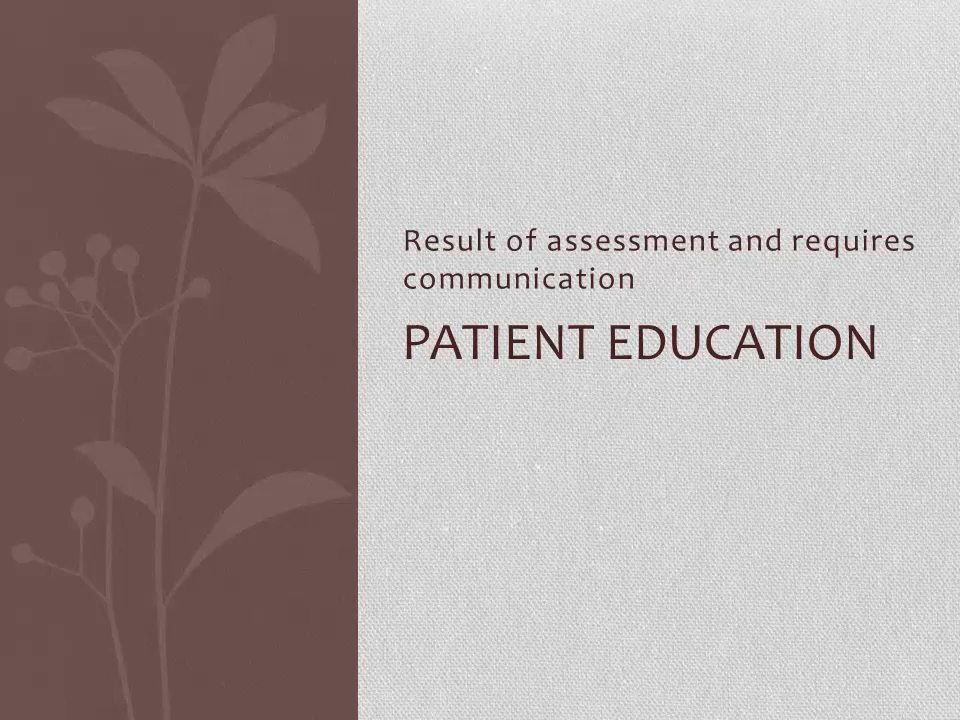 Result of assessment and requires
communication
PATIENT EDUCATION